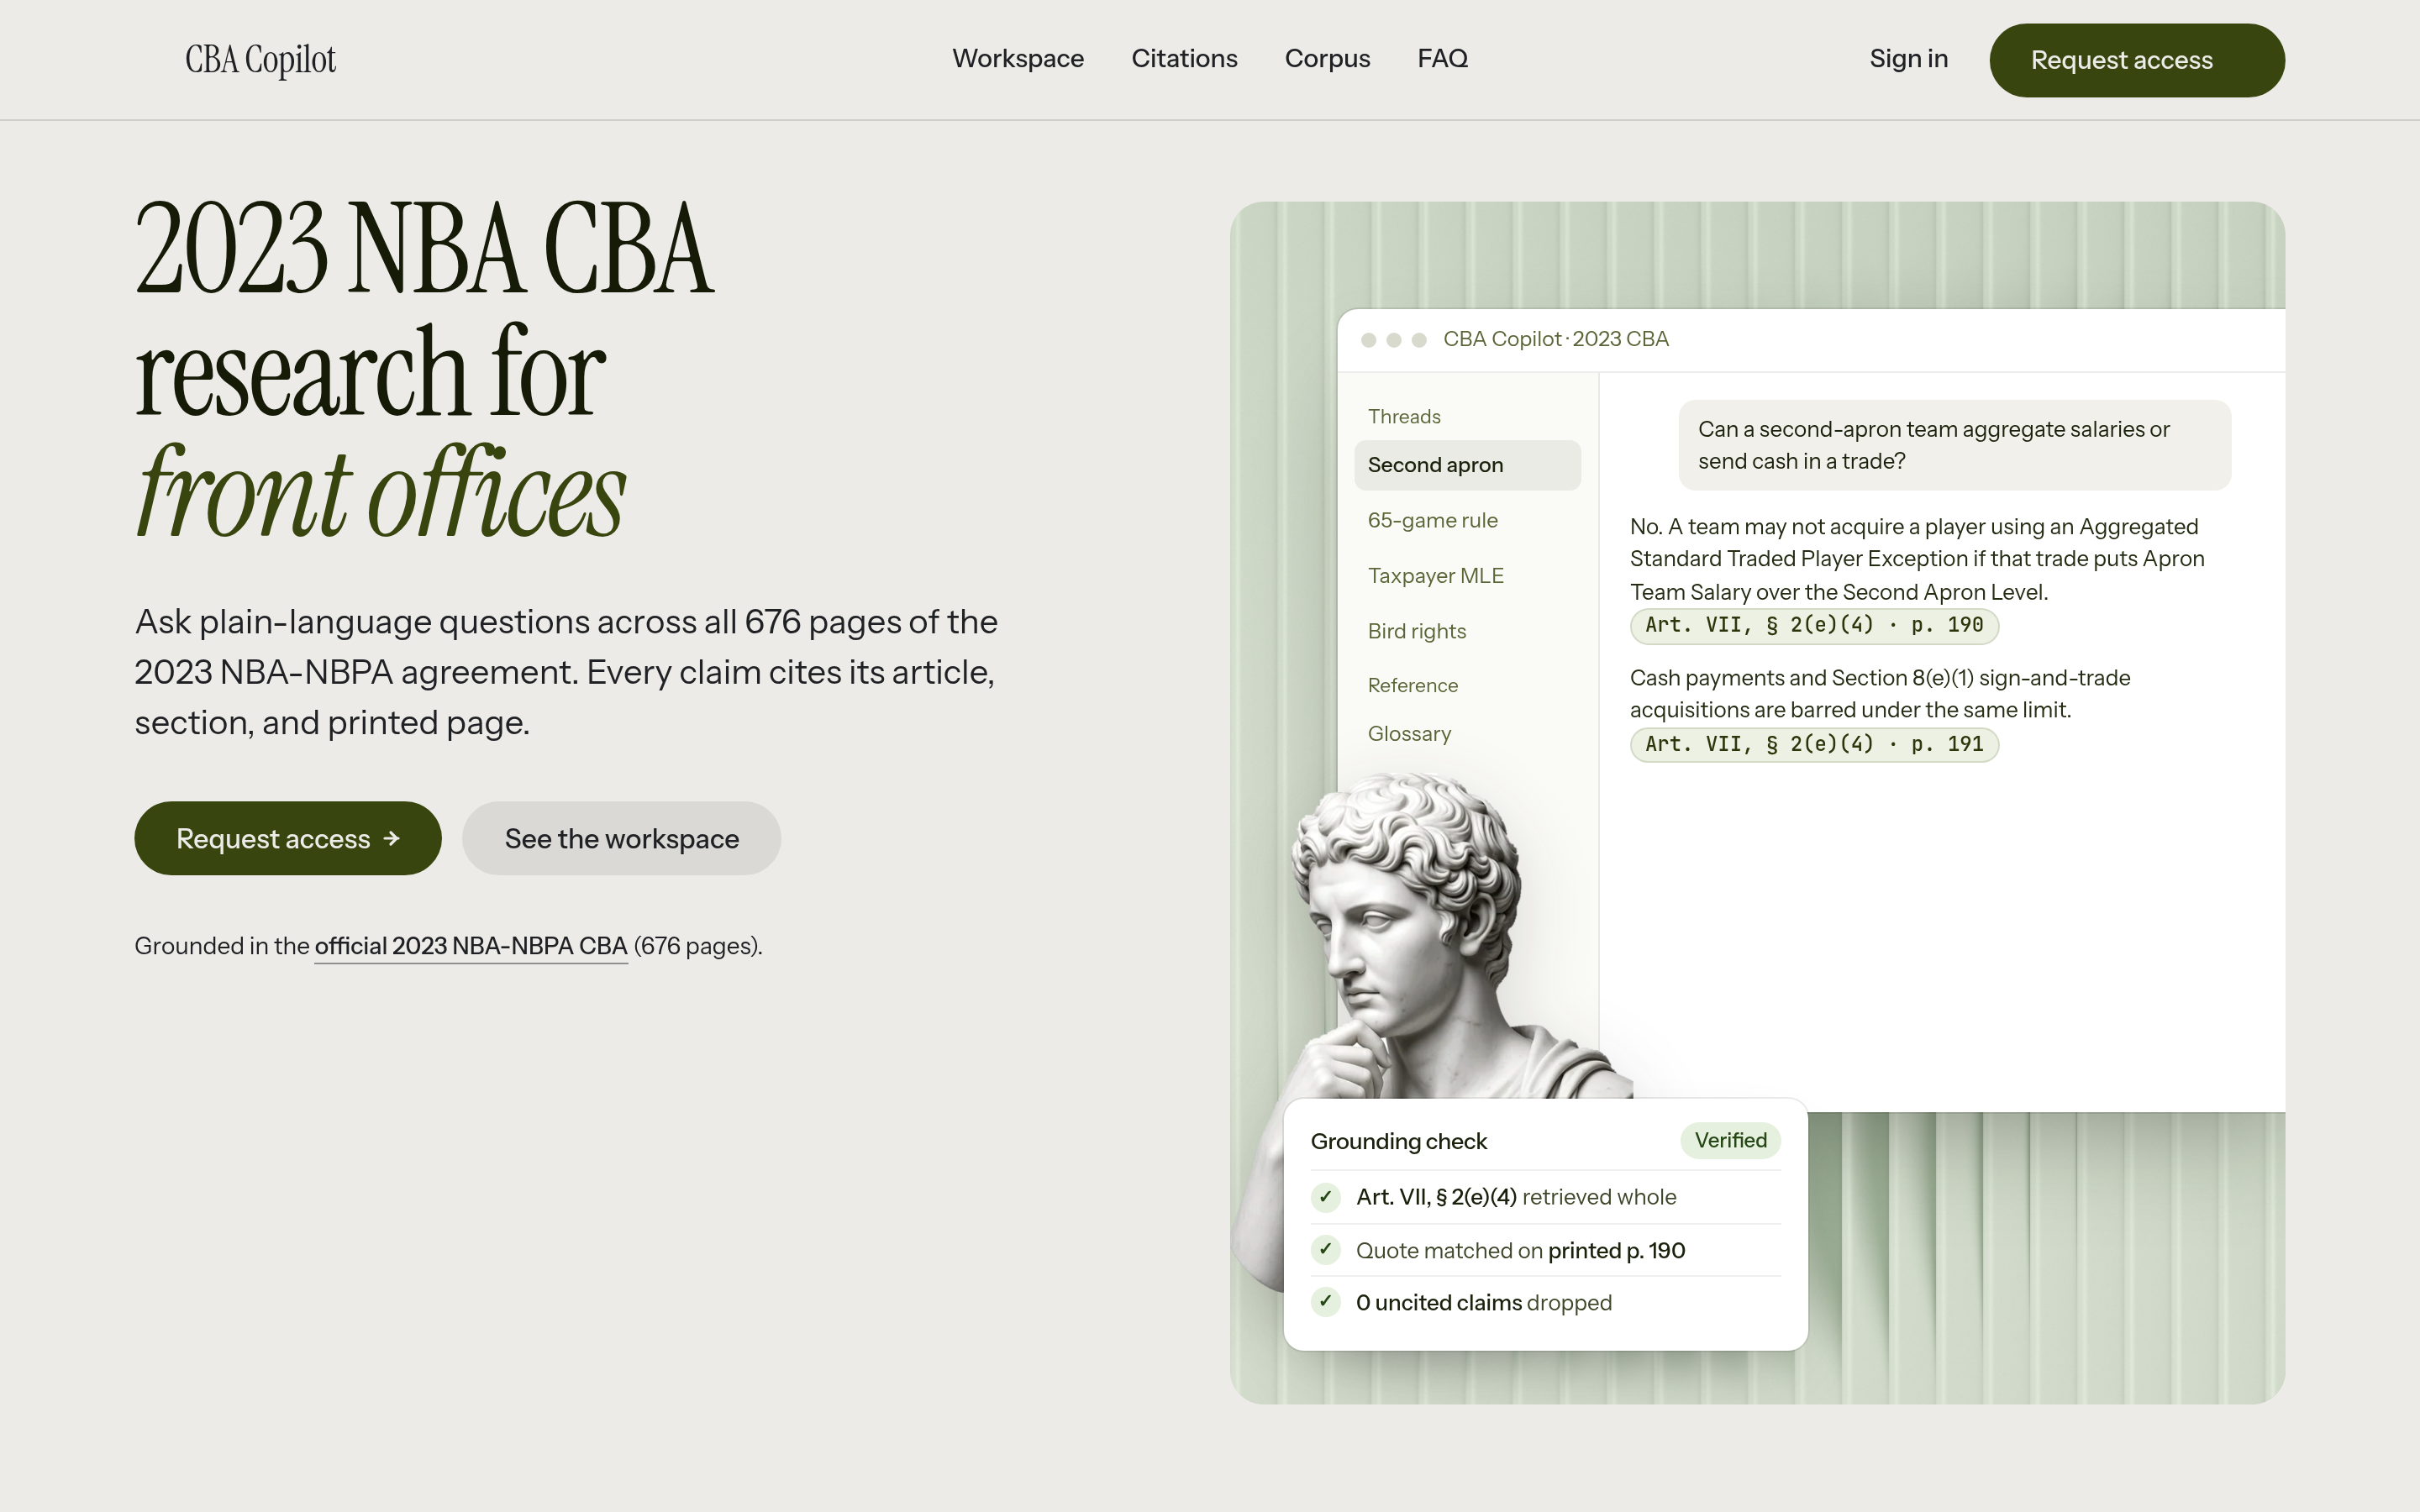 CBA Copilot
Workspace
Citations
Corpus
FAQ
Sign in
Request access
2023 NBA CBA
research for
front offices
Ask plain-language questions across all 676 pages of the
2023 NBA-NBPA agreement. Every claim cites its article,
section, and printed page.
Request access →
See the workspace
Grounded in the official 2023 NBA-NBPA CBA (676 pages).
CBA Copilot · 2023 CBA
Threads
Second apron
65-game rule
Taxpayer MLE
Bird rights
Reference
Glossary
Can a second-apron team aggregate salaries or
send cash in a trade?
No. A team may not acquire a player using an Aggregated
Standard Traded Player Exception if that trade puts Apron
Team Salary over the Second Apron Level.
Art. VII, § 2(e)(4) · p. 190
Cash payments and Section 8(e)(1) sign-and-trade
acquisitions are barred under the same limit.
Art. VII, § 2(e)(4) · p. 191
Grounding check
Verified
✓ Art. VII, § 2(e)(4) retrieved whole
✓ Quote matched on printed p. 190
✓ 0 uncited claims dropped